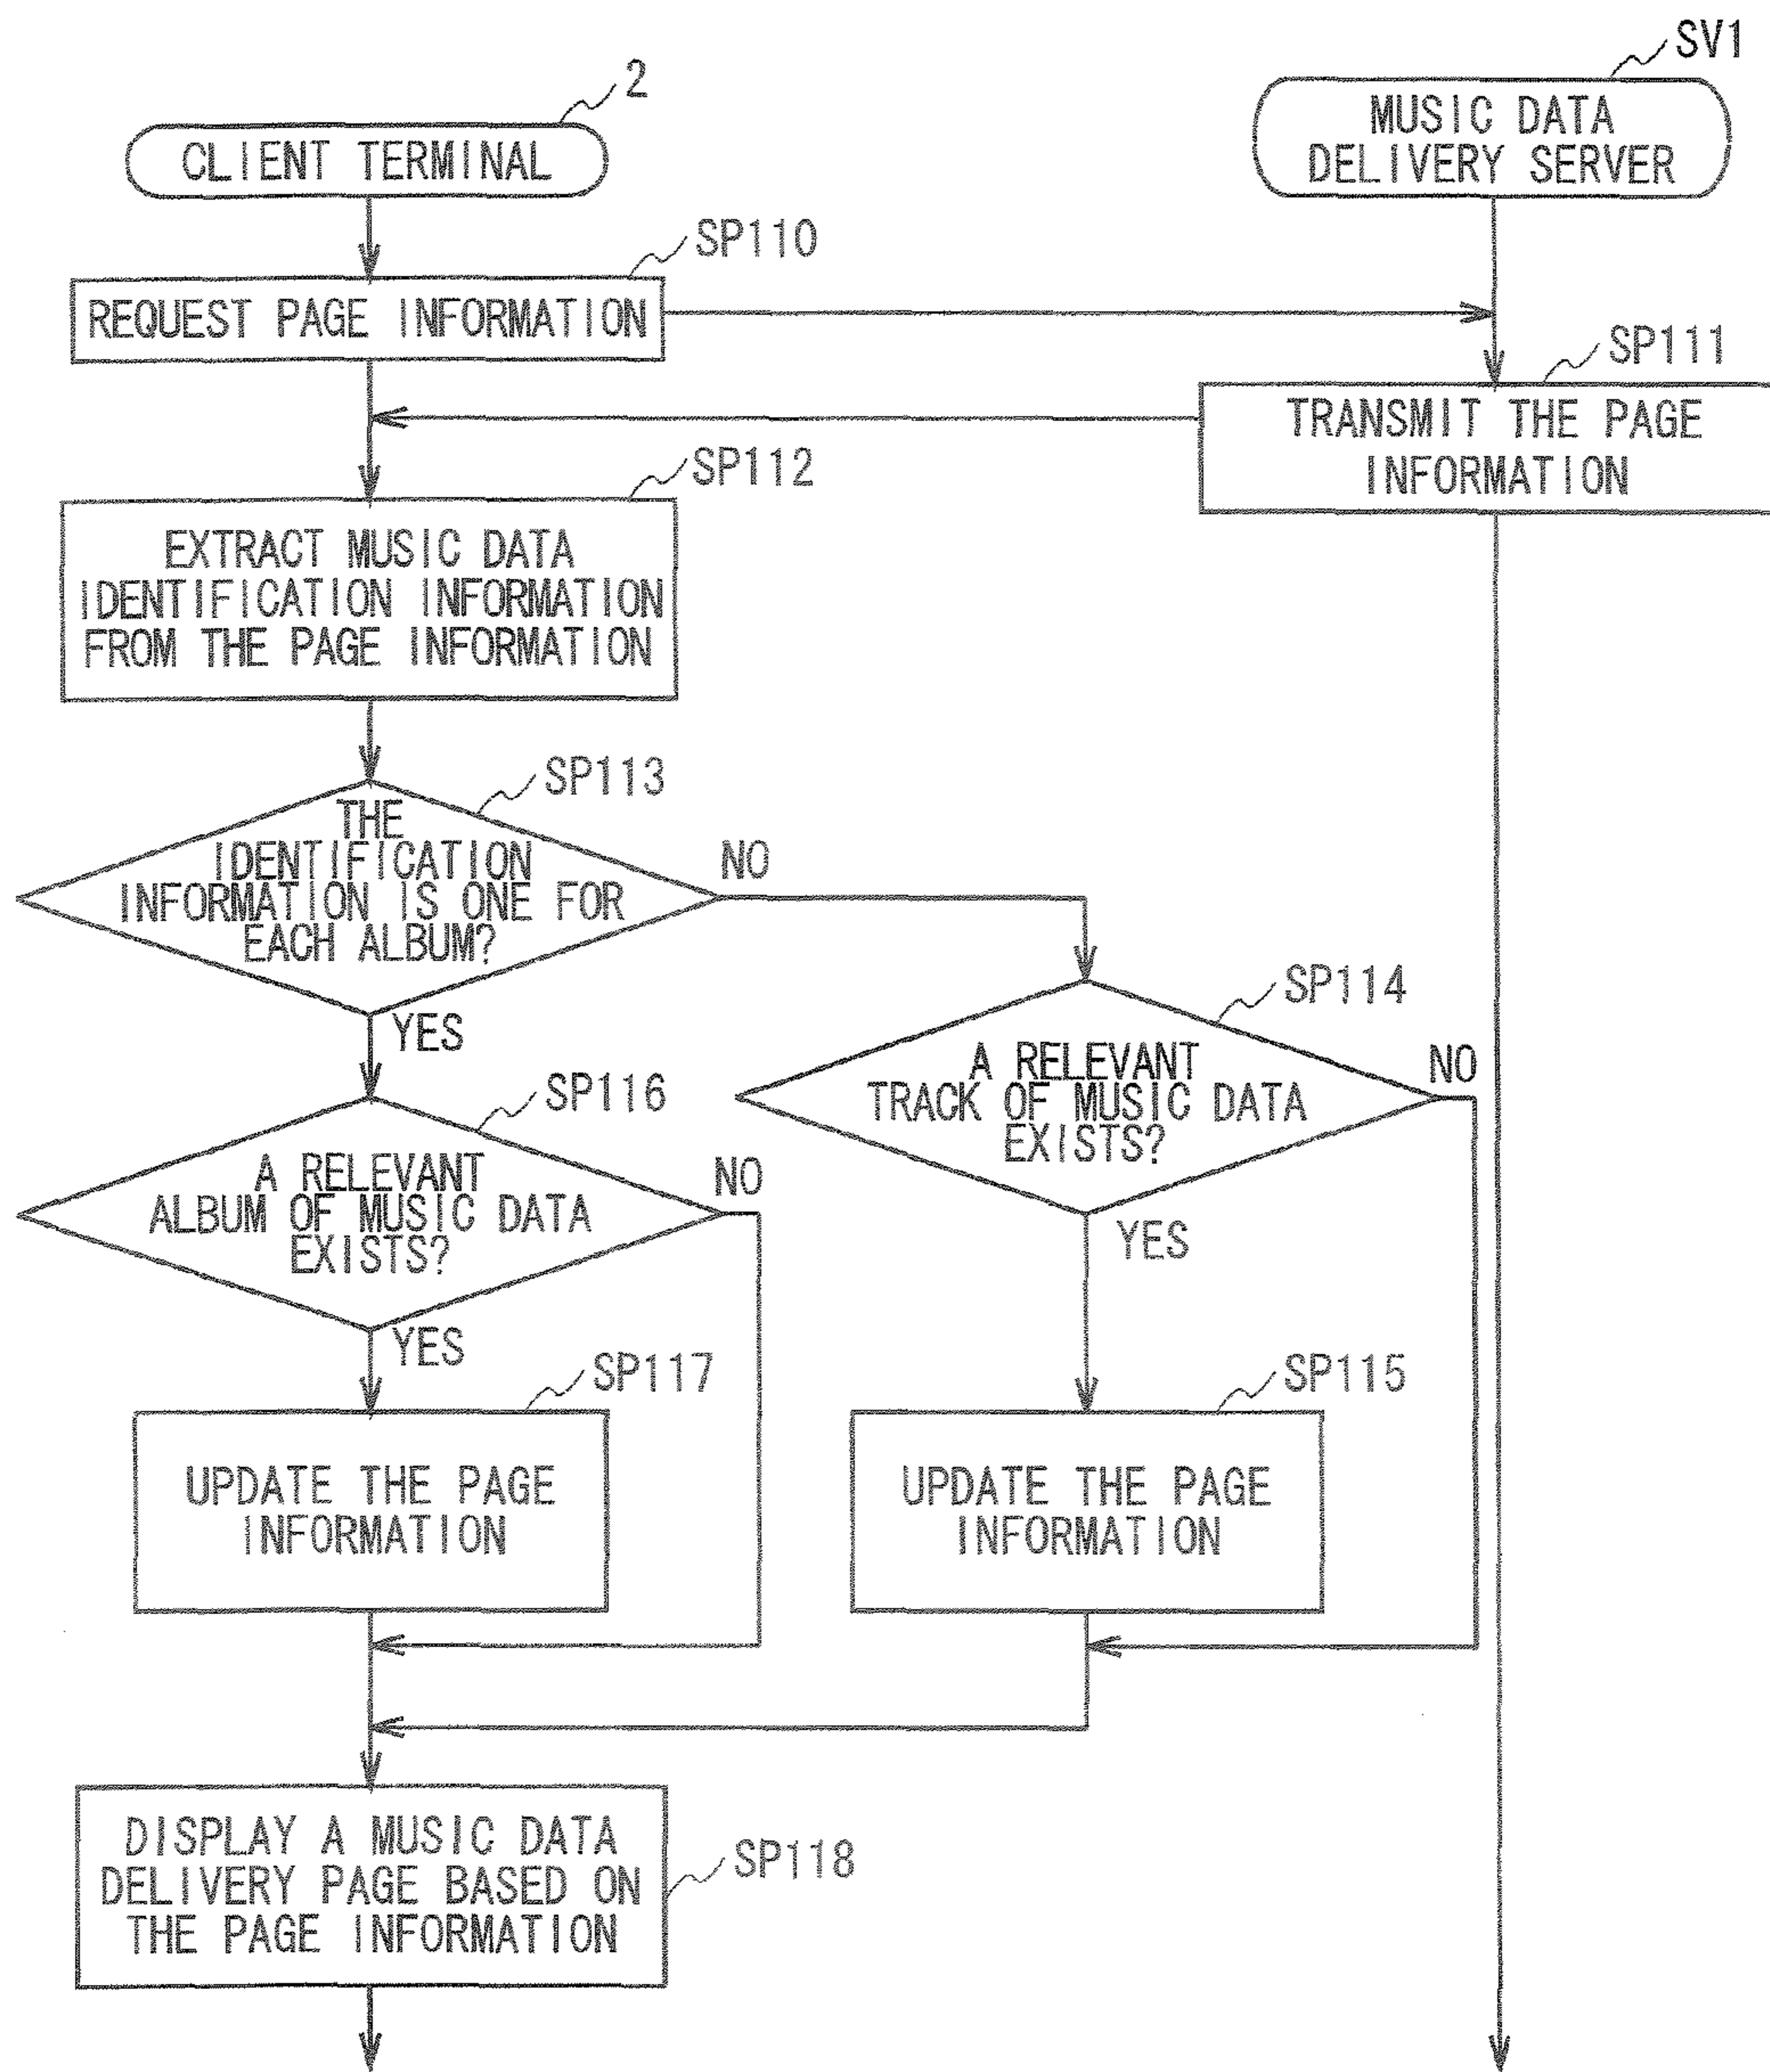 SV1
2
MUSIC DATA
DELIVERY SERVER
CLIENT TERMINAL
SP110
REQUEST PAGE INFORMATION
SP111
TRANSMIT THE PAGE
INFORMATION
SP112
EXTRACT MUSIC DATA
IDENTIFICATION INFORMATION
FROM THE PAGE INFORMATION
SP113
THE
IDENTIFICATION
INFORMATION IS ONE FOR
EACH ALBUM?
NO
YES
SP114
A RELEVANT
TRACK OF MUSIC DATA
EXISTS?
NO
YES
SP116
A RELEVANT
ALBUM OF MUSIC DATA
EXISTS?
NO
YES
SP117
UPDATE THE PAGE
INFORMATION
SP115
UPDATE THE PAGE
INFORMATION
DISPLAY A MUSIC DATA
DELIVERY PAGE BASED ON
THE PAGE INFORMATION
SP118